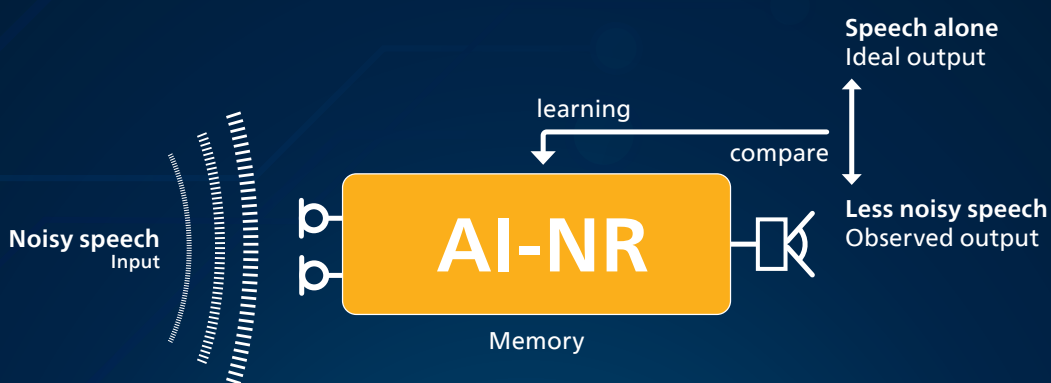 Speech alone
Ideal output
learning
compare
Noisy speech
Input
AI-NR
Less noisy speech
Observed output
Memory